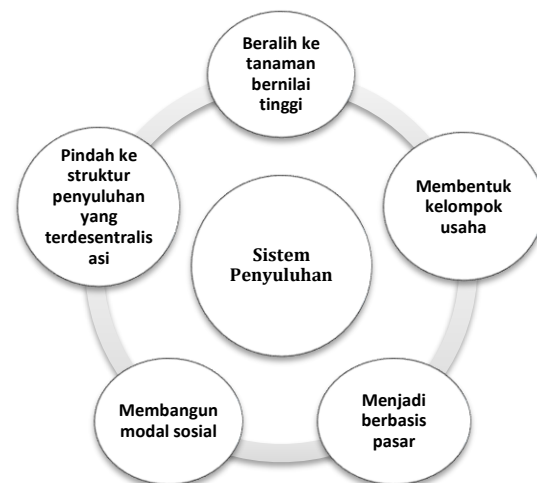 Beralih ke
tanaman
bernilai
tinggi
Membentuk
kelompok
usaha
Menjadi
berbasis
pasar
Membangun
modal sosial
Pindah ke
struktur
penyuluhan
yang
terdesentralis
asi
Sistem
Penyuluhan